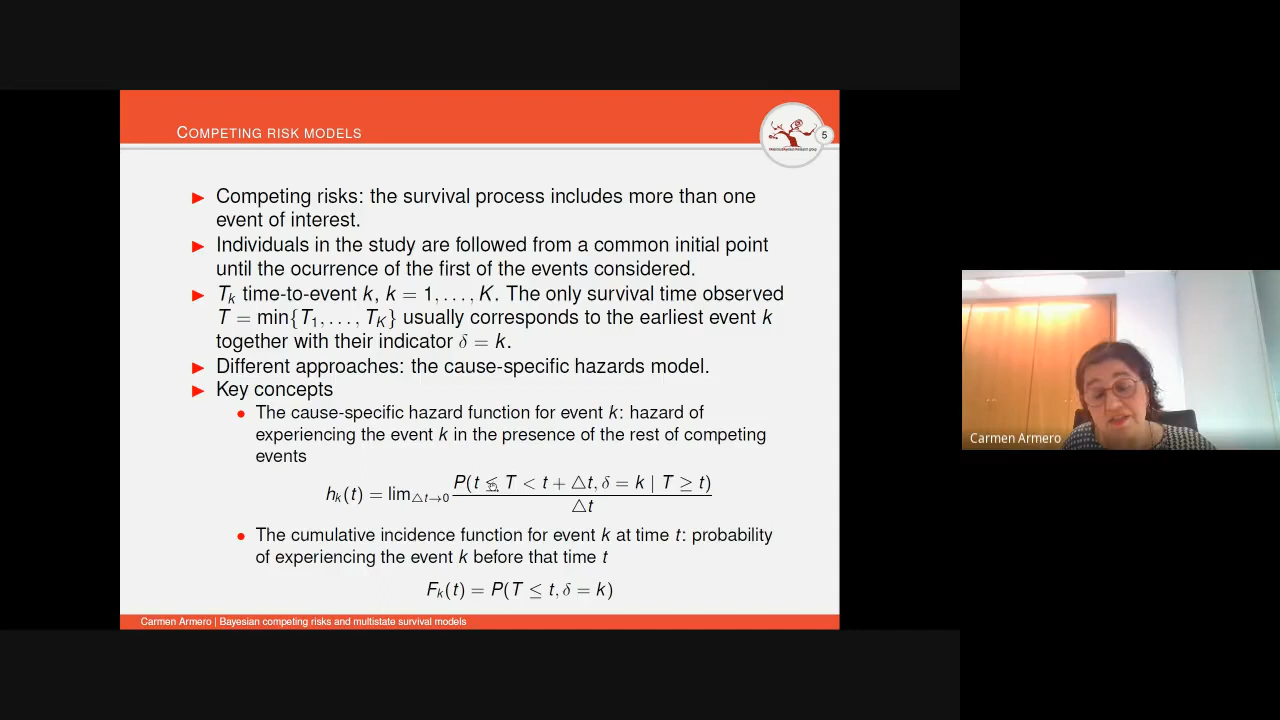 COMPETING RISK MODELS
5
▶ Competing risks: the survival process includes more than one
event of interest.
▶ Individuals in the study are followed from a common initial point
until the ocurrence of the first of the events considered.
▶ Tₖ time-to-event k, k = 1, . . . , K. The only survival time observed
T = min{T₁, . . . , T_K} usually corresponds to the earliest event k
together with their indicator δ = k.
▶ Different approaches: the cause-specific hazards model.
▶ Key concepts
• The cause-specific hazard function for event k: hazard of
experiencing the event k in the presence of the rest of competing
events
hₖ(t) = lim△t→0 P(t ≤ T < t + △t, δ = k | T ≥ t) / △t
• The cumulative incidence function for event k at time t: probability
of experiencing the event k before that time t
Fₖ(t) = P(T ≤ t, δ = k)
Carmen Armero | Bayesian competing risks and multistate survival models
Carmen Armero